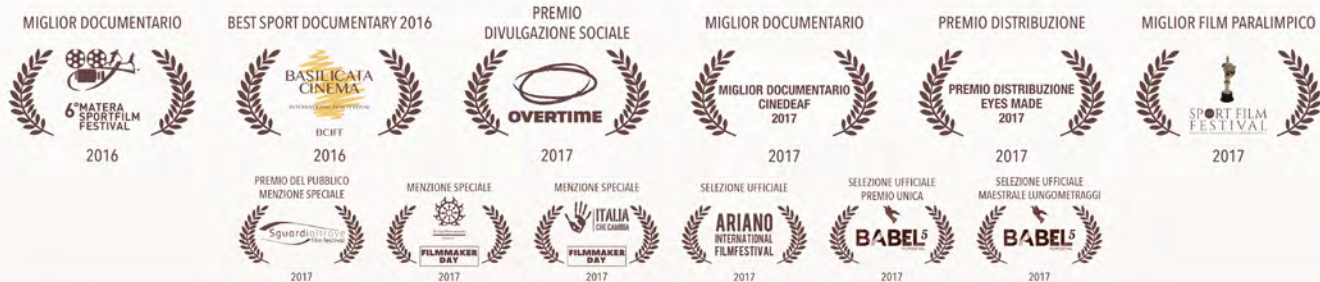 MIGLIOR DOCUMENTARIO
6° MATERA
SPORTFILM
FESTIVAL
2016
BEST SPORT DOCUMENTARY 2016
BASILICATA
CINEMA
INTERNATIONAL FILM FESTIVAL
BCIFF
2016
PREMIO
DIVULGAZIONE SOCIALE
OVERTIME
2017
MIGLIOR DOCUMENTARIO
MIGLIOR DOCUMENTARIO
CINEDEAF
2017
2017
PREMIO DISTRIBUZIONE
PREMIO DISTRIBUZIONE
EYES MADE
2017
2017
MIGLIOR FILM PARALIMPICO
SPORT FILM
FESTIVAL
2017
PREMIO DEL PUBBLICO
MENZIONE SPECIALE
Sguardialtrove
film festival
2017
MENZIONE SPECIALE
FILMMAKER
DAY
2017
MENZIONE SPECIALE
ITALIA
CHE CAMBIA
FILMMAKER
DAY
2017
SELEZIONE UFFICIALE
ARIANO
INTERNATIONAL
FILMFESTIVAL
2017
SELEZIONE UFFICIALE
PREMIO UNICA
BABEL5
2017
SELEZIONE UFFICIALE
MAESTRALE LUNGOMETRAGGI
BABEL5
2017